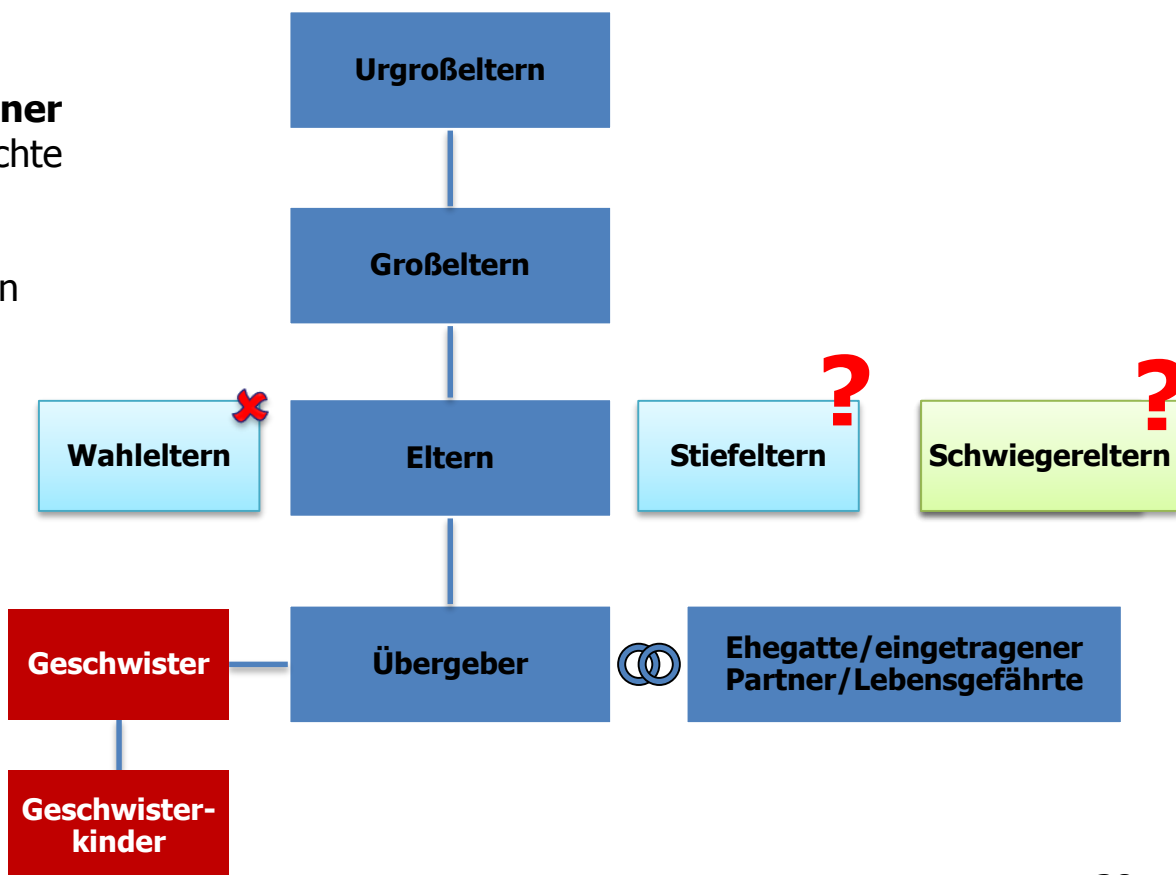 Urgroßeltern
ner
chte
Großeltern
n
Wahleltern
Eltern
Stiefeltern
?
Schwiegereltern
?
Geschwister
Übergeber
Ehegatte/eingetragener
Partner/Lebensgefährte
Geschwister-
kinder